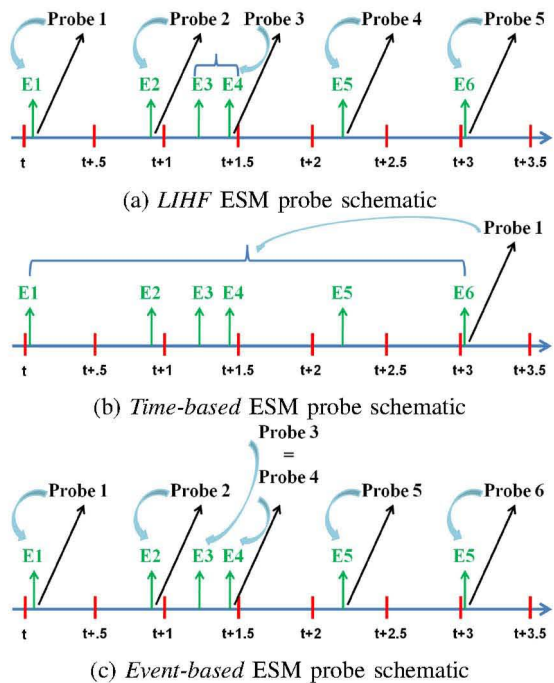 Probe 1 Probe 2 Probe 3 Probe 4 Probe 5
E1 E2 E3 E4 E5 E6
t t+.5 t+1 t+1.5 t+2 t+2.5 t+3 t+3.5
(a) LIHF ESM probe schematic
Probe 1
E1 E2 E3 E4 E5 E6
t t+.5 t+1 t+1.5 t+2 t+2.5 t+3 t+3.5
(b) Time-based ESM probe schematic
Probe 3
=
Probe 1 Probe 2 Probe 4 Probe 5 Probe 6
E1 E2 E3 E4 E5 E5
t t+.5 t+1 t+1.5 t+2 t+2.5 t+3 t+3.5
(c) Event-based ESM probe schematic